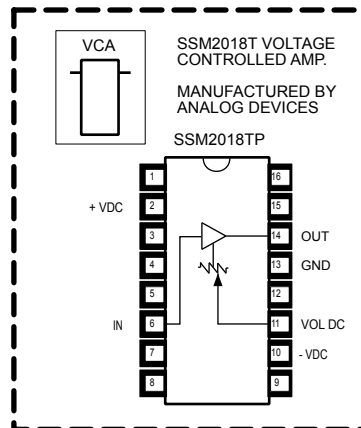 VCA
SSM2018T VOLTAGE
CONTROLLED AMP.
MANUFACTURED BY
ANALOG DEVICES
SSM2018TP
1
16
+ VDC
2
15
3
14
OUT
4
13
GND
5
12
IN
6
11
VOL DC
7
10
- VDC
8
9